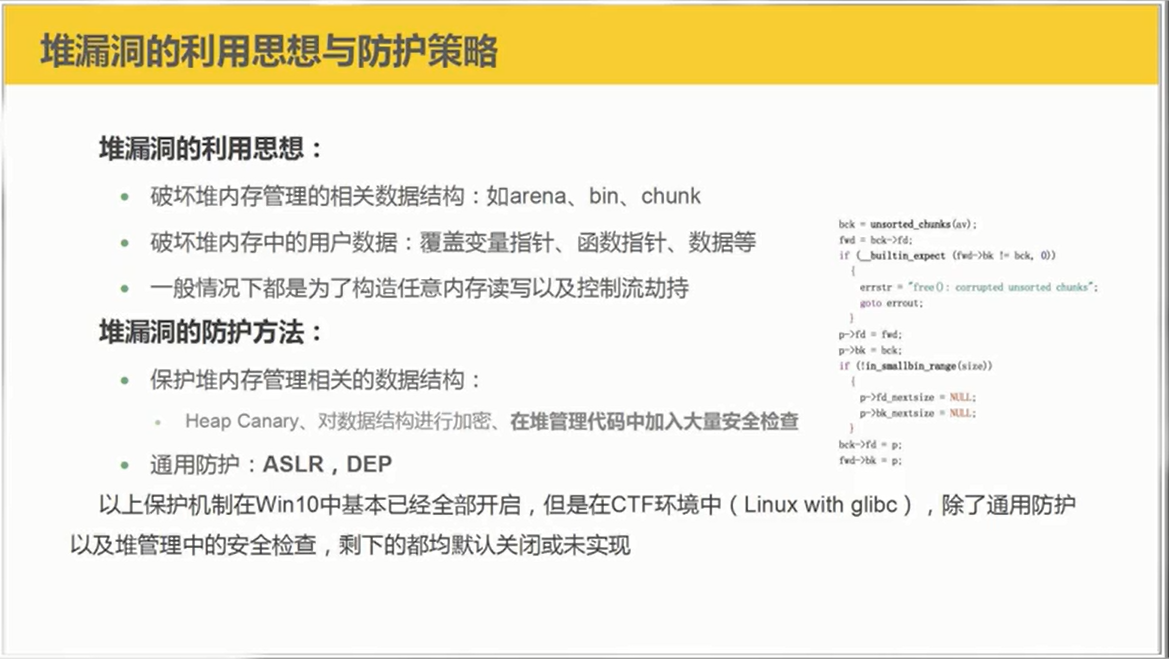 堆漏洞的利用思想与防护策略
堆漏洞的利用思想：
• 破坏堆内存管理的相关数据结构：如arena、bin、chunk
• 破坏堆内存中的用户数据：覆盖变量指针、函数指针、数据等
• 一般情况下都是为了构造任意内存读写以及控制流劫持
堆漏洞的防护方法：
• 保护堆内存管理相关的数据结构：
• Heap Canary、对数据结构进行加密、在堆管理代码中加入大量安全检查
• 通用防护：ASLR，DEP
以上保护机制在Win10中基本已经全部开启，但是在CTF环境中（Linux with glibc），除了通用防护
以及堆管理中的安全检查，剩下的都均默认关闭或未实现
bck = unsorted_chunks(av);
fwd = bck->fd;
if (__builtin_expect (fwd->bk != bck, 0))
{
errstr = "free(): corrupted unsorted chunks";
goto errout;
}
p->fd = fwd;
p->bk = bck;
if (!in_smallbin_range(size))
{
p->fd_nextsize = NULL;
p->bk_nextsize = NULL;
}
bck->fd = p;
fwd->bk = p;